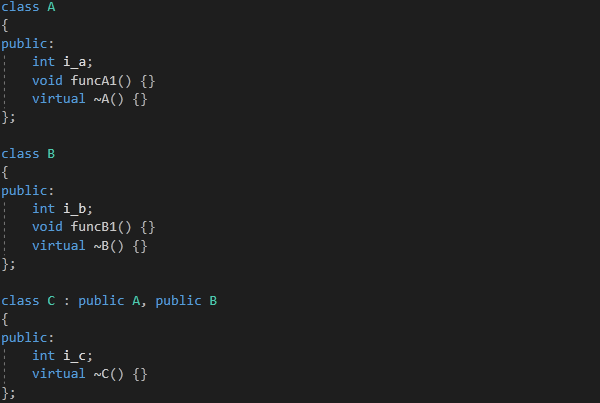 class A
{
public:
    int i_a;
    void funcA1() {}
    virtual ~A() {}
};

class B
{
public:
    int i_b;
    void funcB1() {}
    virtual ~B() {}
};

class C : public A, public B
{
public:
    int i_c;
    virtual ~C() {}
};